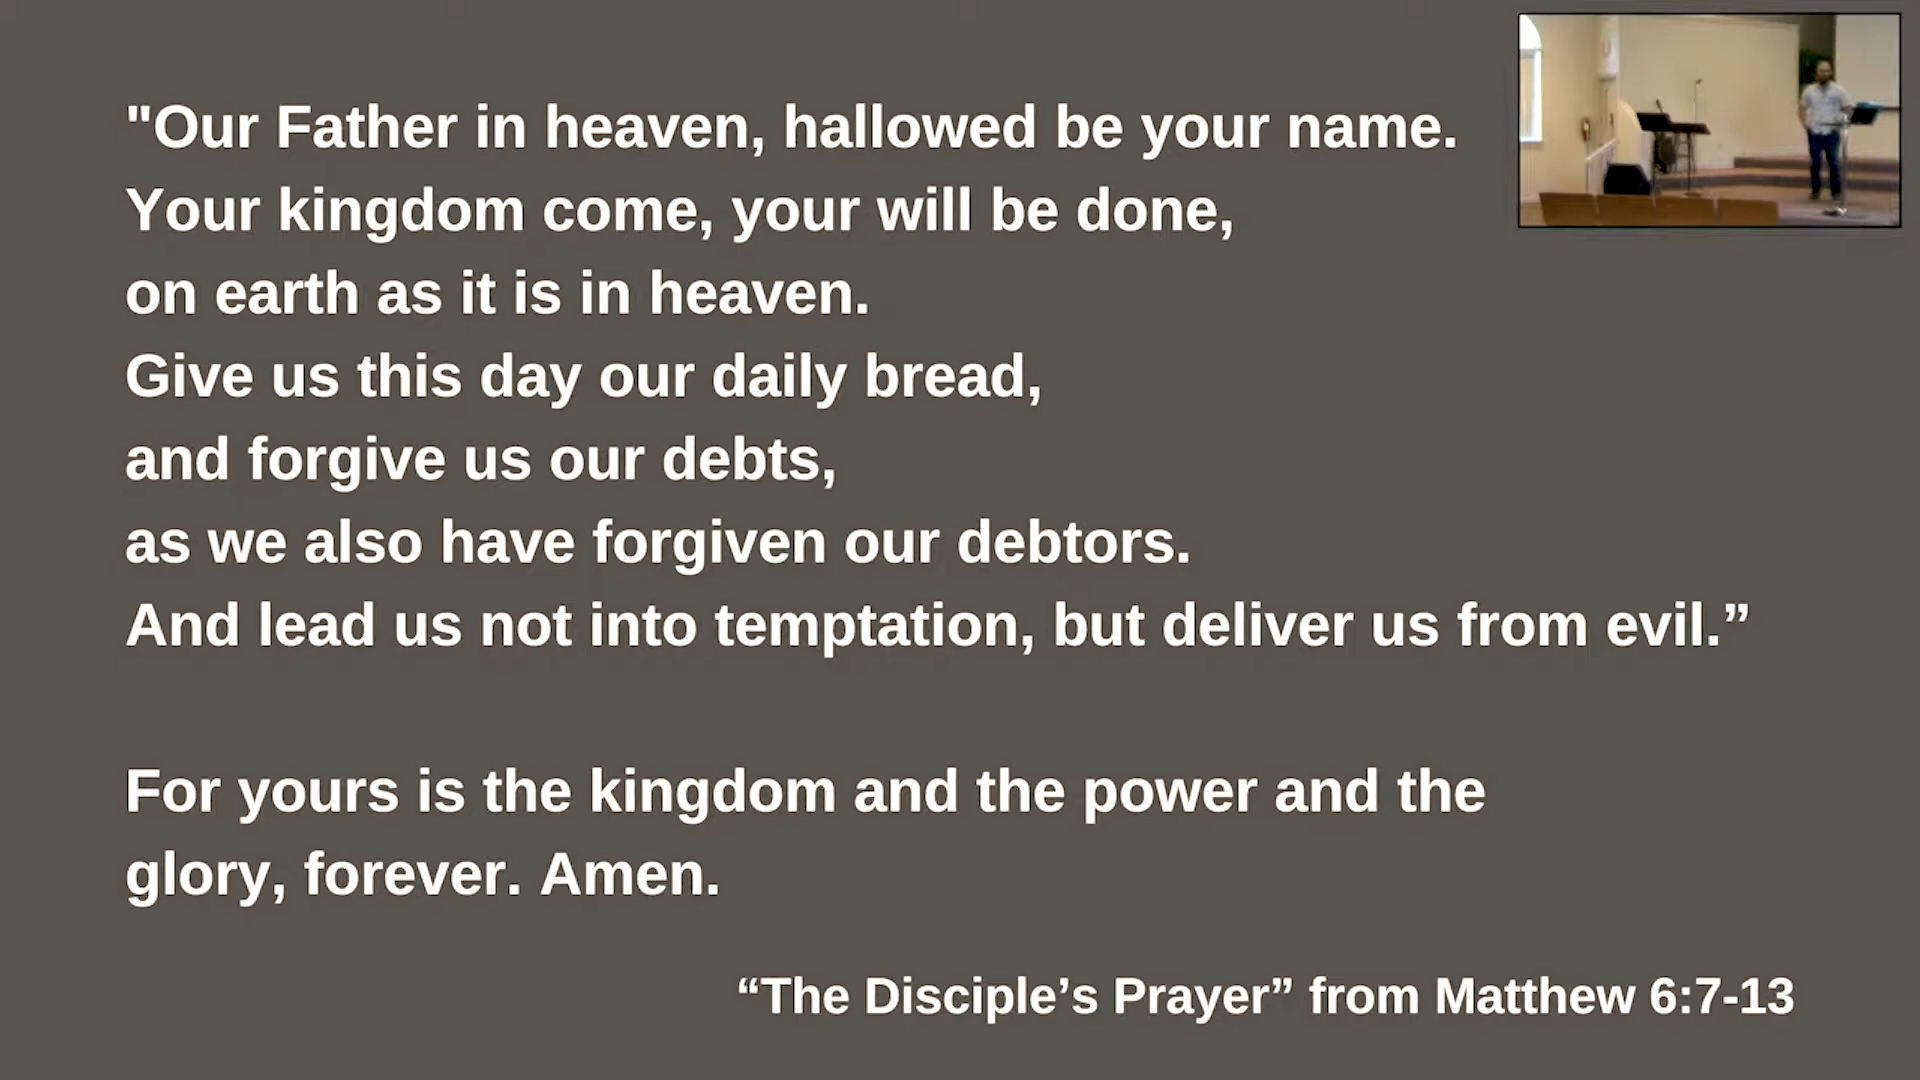 "Our Father in heaven, hallowed be your name.
Your kingdom come, your will be done,
on earth as it is in heaven.
Give us this day our daily bread,
and forgive us our debts,
as we also have forgiven our debtors.
And lead us not into temptation, but deliver us from evil.”
For yours is the kingdom and the power and the
glory, forever. Amen.
“The Disciple’s Prayer” from Matthew 6:7-13